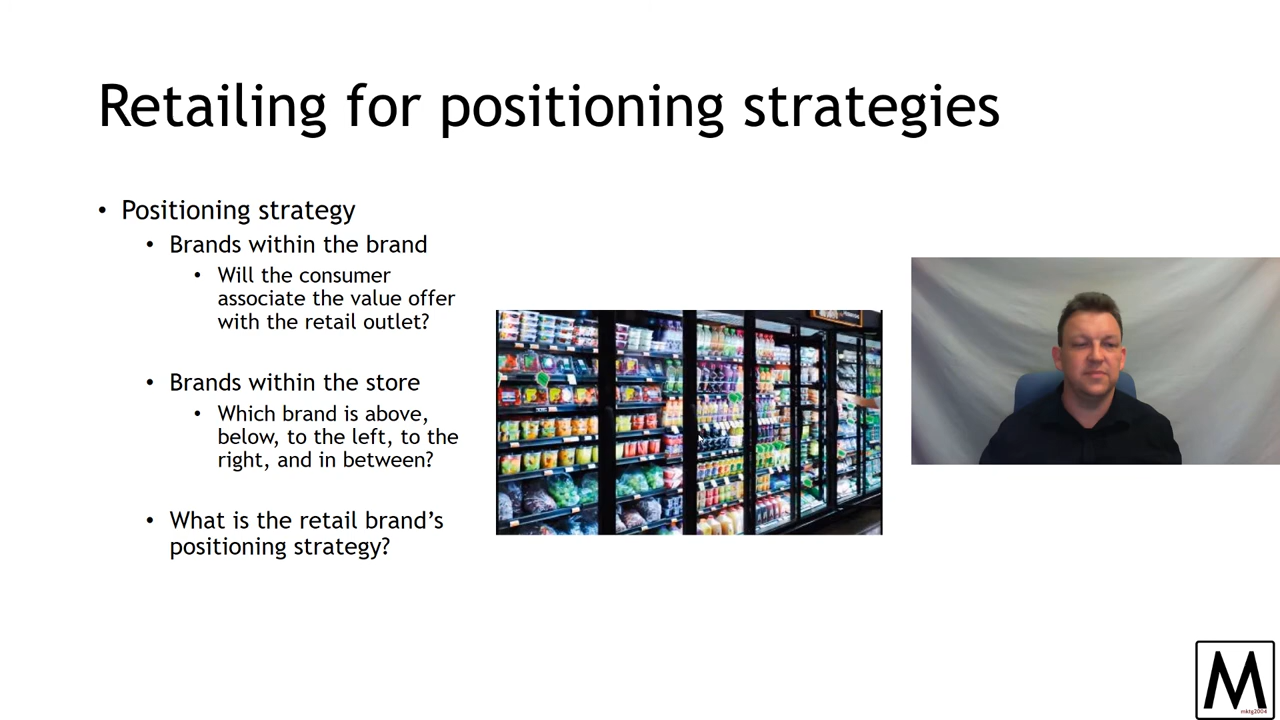 Retailing for positioning strategies
• Positioning strategy
• Brands within the brand
• Will the consumer
associate the value offer
with the retail outlet?
• Brands within the store
• Which brand is above,
below, to the left, to the
right, and in between?
• What is the retail brand’s
positioning strategy?
M
mktg2004